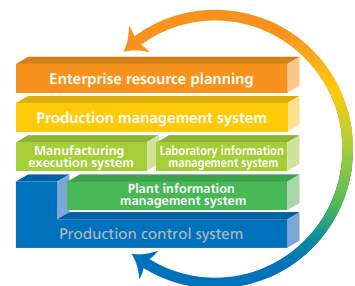 Enterprise resource planning
Production management system
Manufacturing
execution system
Laboratory information
management system
Plant information
management system
Production control system